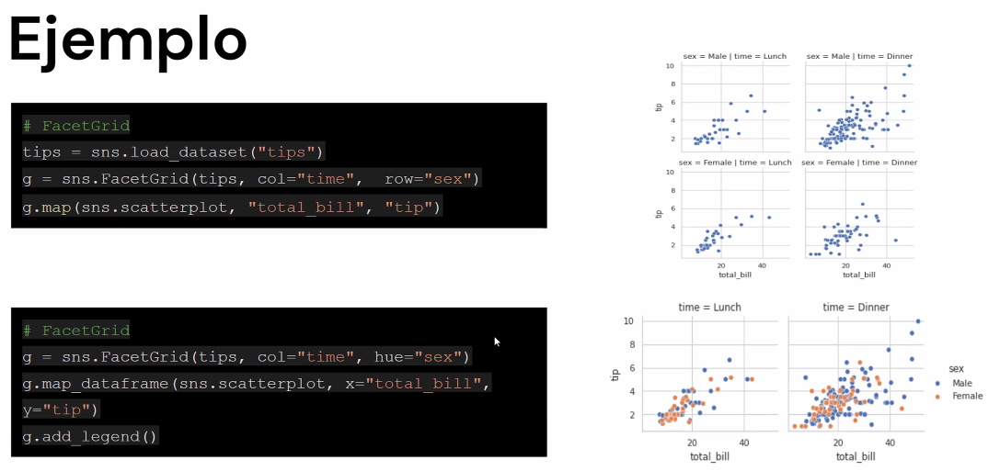 Ejemplo
# FacetGrid
tips = sns.load_dataset("tips")
g = sns.FacetGrid(tips, col="time",  row="sex")
g.map(sns.scatterplot, "total_bill", "tip")
sex = Male | time = Lunch
sex = Male | time = Dinner
10
8
6
4
2
tip
sex = Female | time = Lunch
sex = Female | time = Dinner
10
8
6
4
2
tip
20 40
20 40
total_bill
total_bill
# FacetGrid
g = sns.FacetGrid(tips, col="time", hue="sex")
g.map_dataframe(sns.scatterplot, x="total_bill",
y="tip")
g.add_legend()
time = Lunch
time = Dinner
10
8
6
4
2
tip
20 40
20 40
total_bill
total_bill
sex
Male
Female